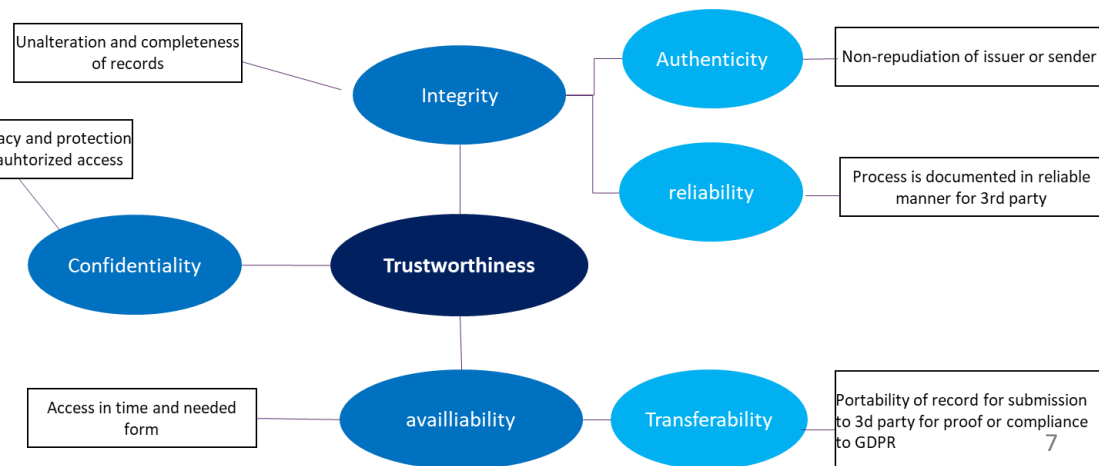 Unalteration and completeness
of records
Integrity
Authenticity
Non-repudiation of issuer or sender
acy and protection
auhtorized access
reliability
Process is documented in reliable
manner for 3rd party
Confidentiality
Trustworthiness
Access in time and needed
form
availliability
Transferability
Portability of record for submission
to 3d party for proof or compliance
to GDPR
7